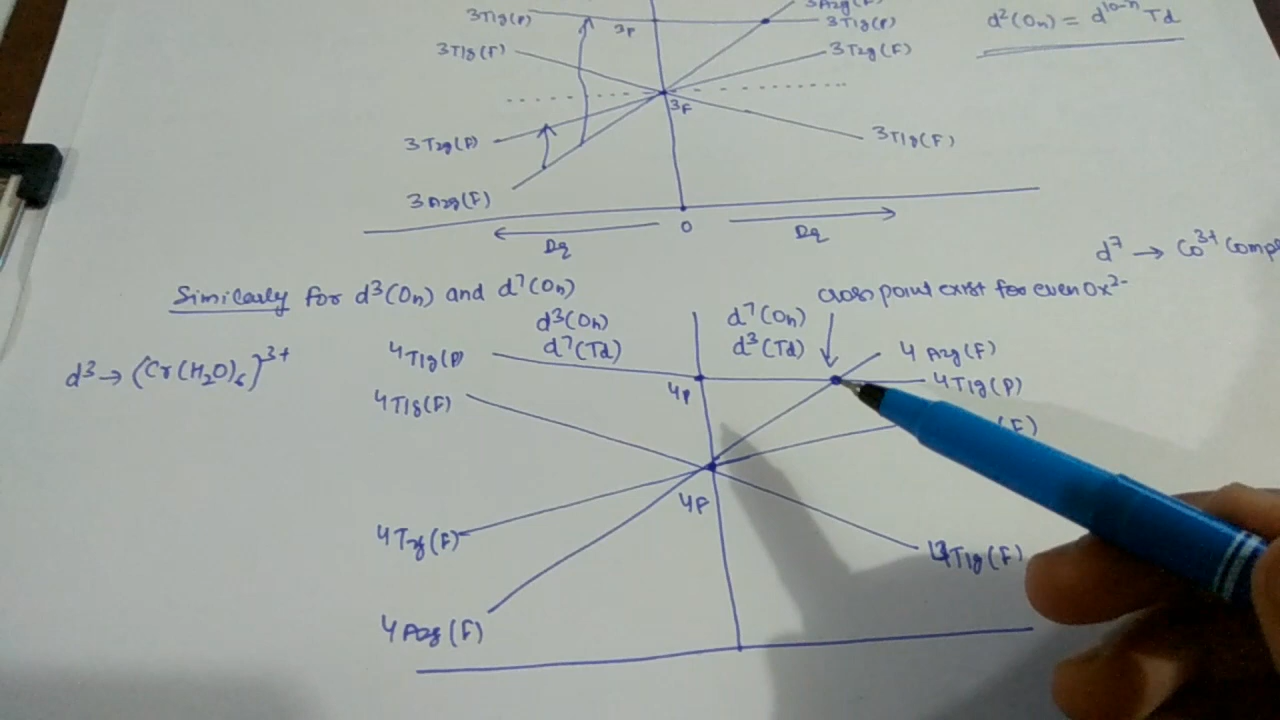 3A2g(F)
3T1g(P) 3P 3T1g(P) d²(Oh) = d¹⁰⁻ⁿ Td
3T1g(F) 3T2g(F)
3F
3T2g(F) 3T1g(F)
3A2g(F)
Dq 0 Dq
d⁷ → Co³⁺ Comp
Similarly for d³(Oh) and d⁷(Oh)
cross point exist for even Ox²⁻
d³(Oh) d⁷(Oh)
d⁷(Td) d³(Td)
d³ → (Cr(H₂O)₆)³⁺
4T1g(P) 4A2g(F)
4P 4T1g(P)
4T1g(F) (F)
4F
4T2g(F) 4T1g(F)
4A2g(F)